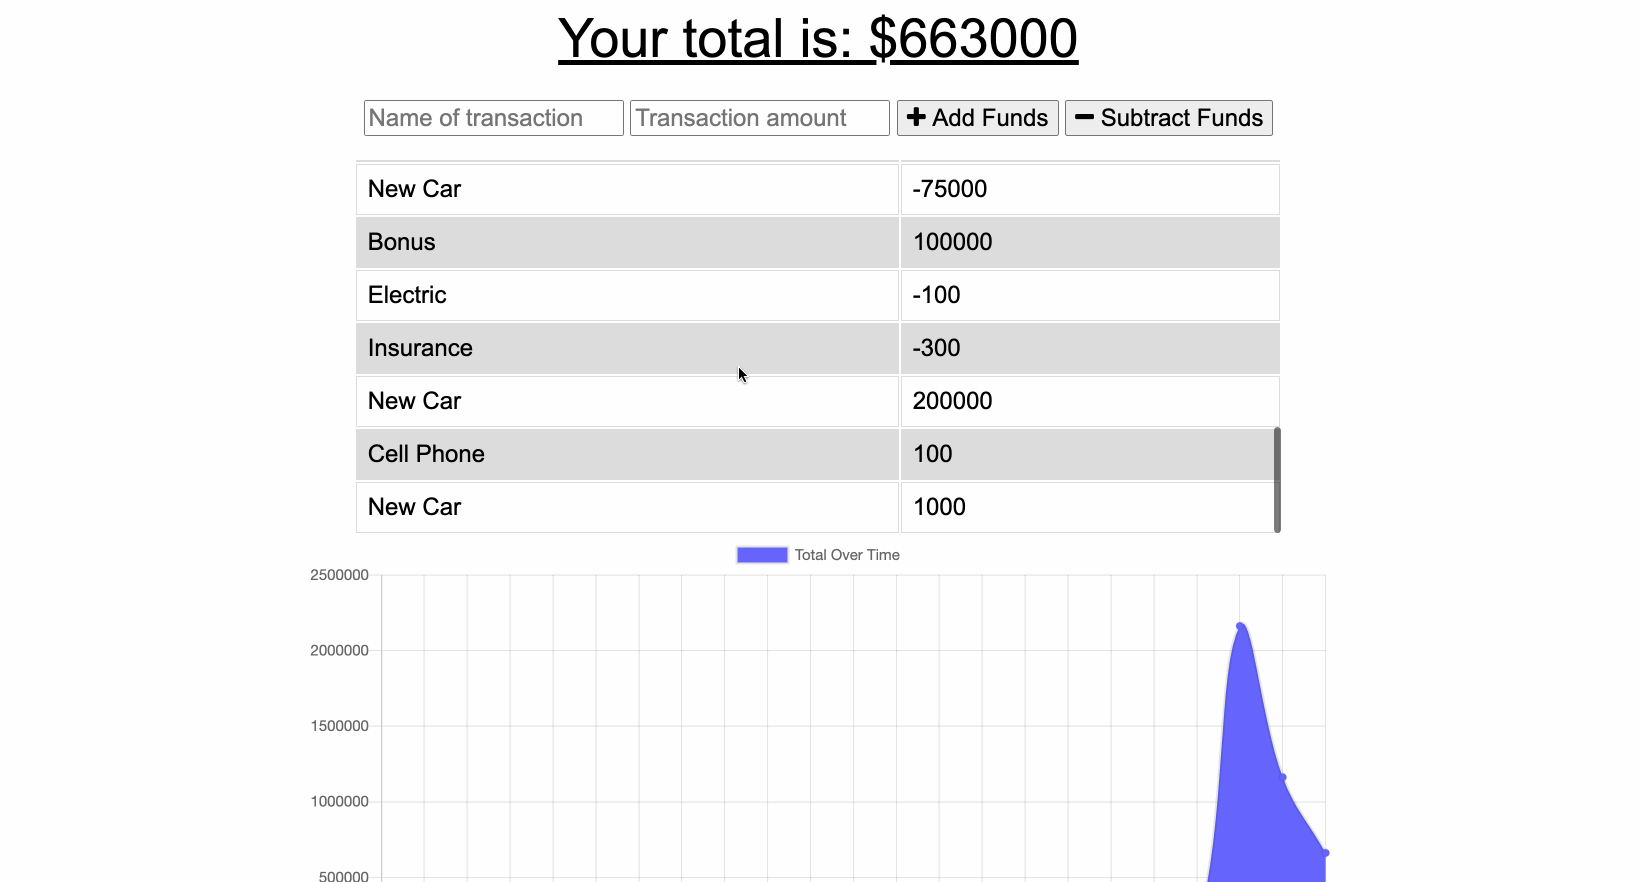 Your total is: $663000
Name of transaction Transaction amount Add Funds Subtract Funds
New Car -75000
Bonus 100000
Electric -100
Insurance -300
New Car 200000
Cell Phone 100
New Car 1000
Total Over Time
2500000
2000000
1500000
1000000
500000